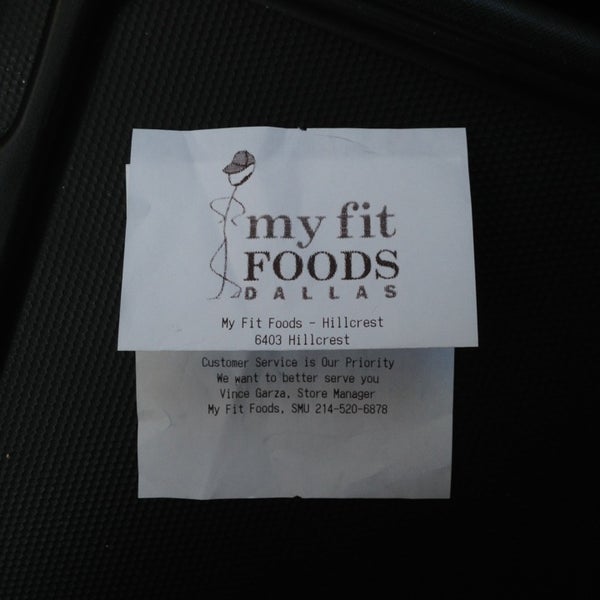 my fit
FOODS
DALLAS
My Fit Foods - Hillcrest
6403 Hillcrest
Customer Service is Our Priority
We want to better serve you
Vince Garza, Store Manager
My Fit Foods, SMU 214-520-6878